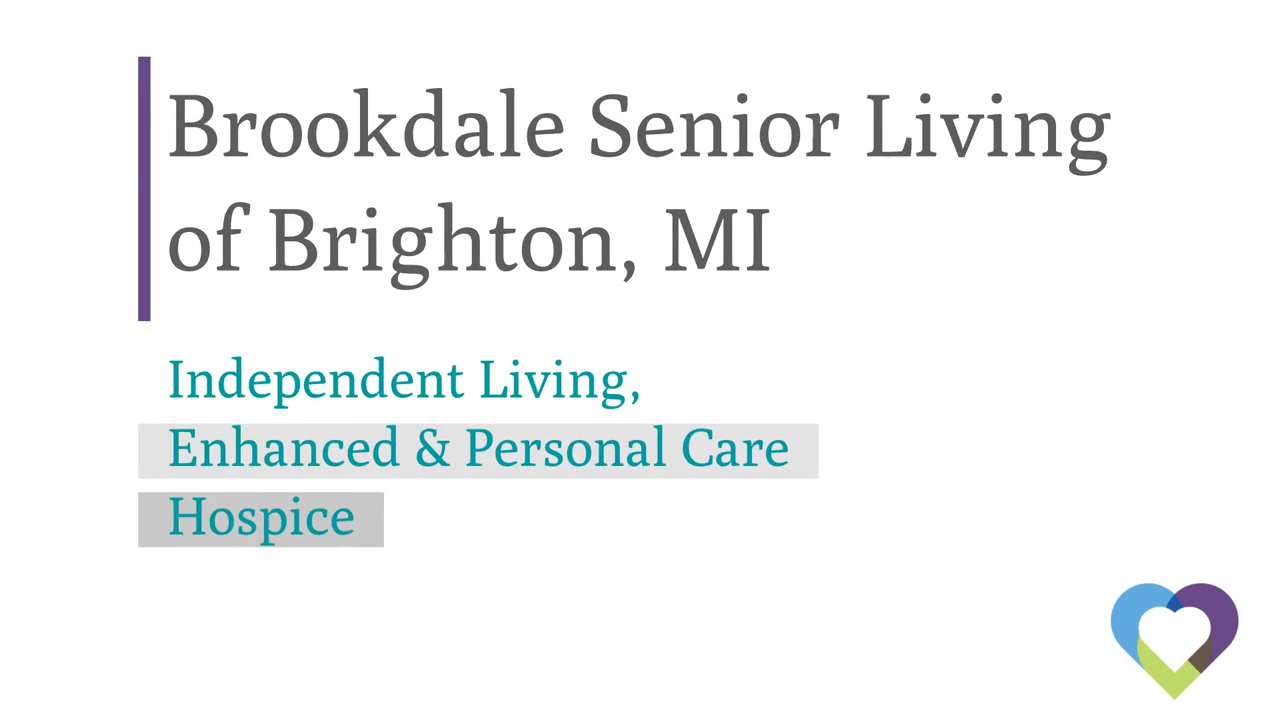 Brookdale Senior Living
of Brighton, MI
Independent Living,
Enhanced & Personal Care
Hospice